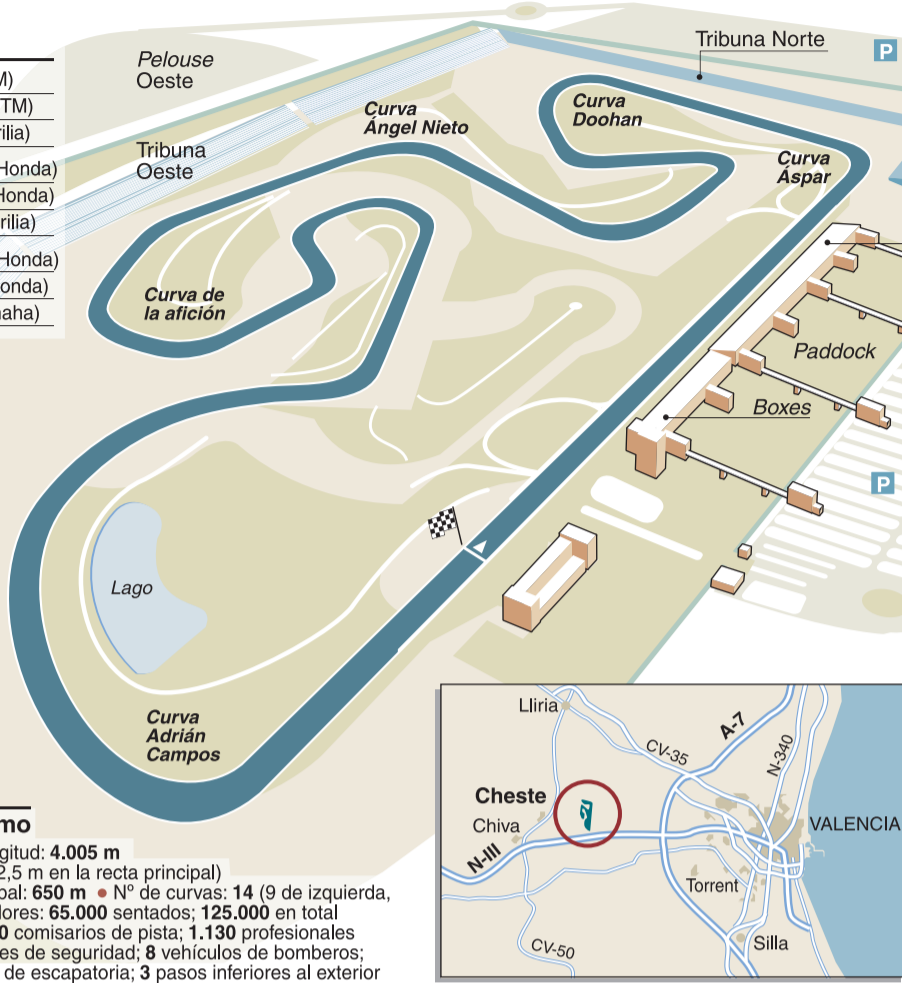 M)
TM)
rilia)
Honda)
Honda)
rilia)
Honda)
onda)
maha)
Pelouse
Oeste
Tribuna
Oeste
Tribuna Norte
P
Curva
Ángel Nieto
Curva
Doohan
Curva
Áspar
Curva de
la afición
Paddock
Boxes
P
Lago
Curva
Adrián
Campos
mo
gitud: 4.005 m
2,5 m en la recta principal)
pal: 650 m • Nº de curvas: 14 (9 de izquierda,
dores: 65.000 sentados; 125.000 en total
0 comisarios de pista; 1.130 profesionales
es de seguridad; 8 vehículos de bomberos;
de escapatoria; 3 pasos inferiores al exterior
Lliria
A-7
CV-35
N-340
Cheste
Chiva
VALENCIA
N-III
Torrent
Silla
CV-50